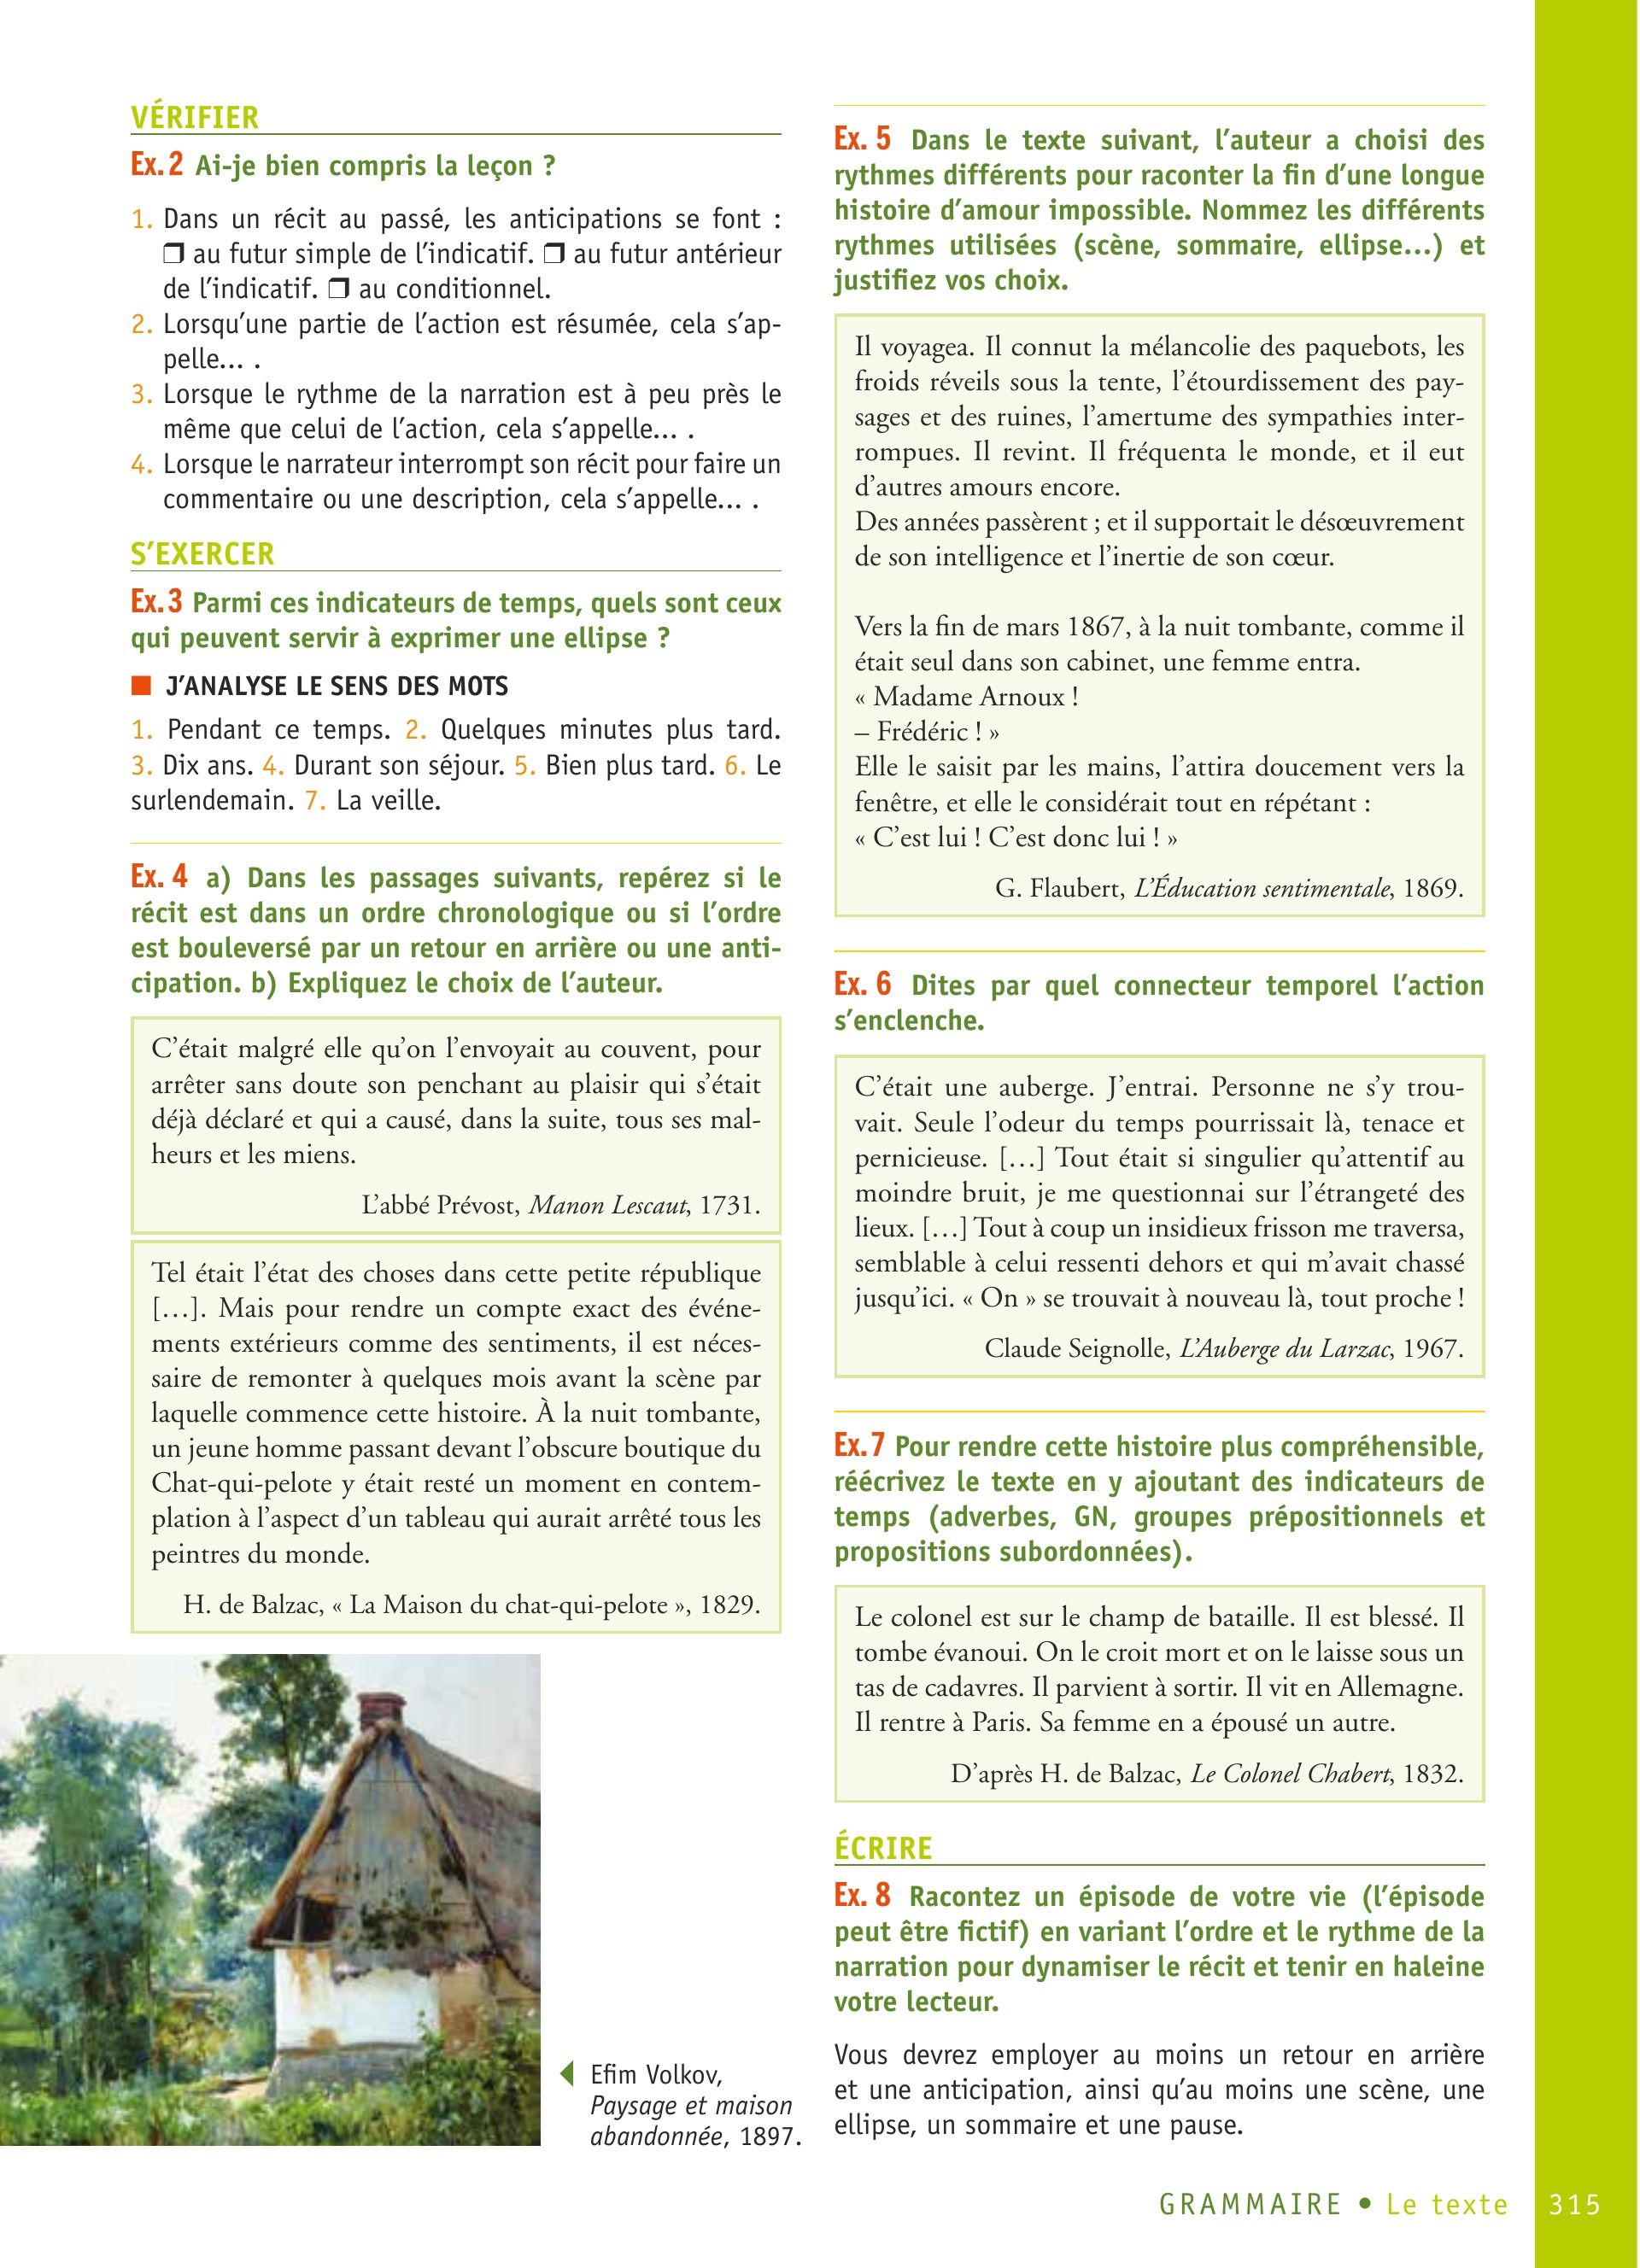 VÉRIFIER
Ex. 2 Ai-je bien compris la leçon ?
1. Dans un récit au passé, les anticipations se font :
❒ au futur simple de l’indicatif. ❒ au futur antérieur
de l’indicatif. ❒ au conditionnel.
2. Lorsqu’une partie de l’action est résumée, cela s’ap-
pelle… .
3. Lorsque le rythme de la narration est à peu près le
même que celui de l’action, cela s’appelle… .
4. Lorsque le narrateur interrompt son récit pour faire un
commentaire ou une description, cela s’appelle… .
S’EXERCER
Ex. 3 Parmi ces indicateurs de temps, quels sont ceux
qui peuvent servir à exprimer une ellipse ?
■ J’ANALYSE LE SENS DES MOTS
1. Pendant ce temps. 2. Quelques minutes plus tard.
3. Dix ans. 4. Durant son séjour. 5. Bien plus tard. 6. Le
surlendemain. 7. La veille.
Ex. 4 a) Dans les passages suivants, repérez si le
récit est dans un ordre chronologique ou si l’ordre
est bouleversé par un retour en arrière ou une anti-
cipation. b) Expliquez le choix de l’auteur.
C’était malgré elle qu’on l’envoyait au couvent, pour
arrêter sans doute son penchant au plaisir qui s’était
déjà déclaré et qui a causé, dans la suite, tous ses mal-
heurs et les miens.
L’abbé Prévost, Manon Lescaut, 1731.
Tel était l’état des choses dans cette petite république
[…]. Mais pour rendre un compte exact des événe-
ments extérieurs comme des sentiments, il est néces-
saire de remonter à quelques mois avant la scène par
laquelle commence cette histoire. À la nuit tombante,
un jeune homme passant devant l’obscure boutique du
Chat-qui-pelote y était resté un moment en contem-
plation à l’aspect d’un tableau qui aurait arrêté tous les
peintres du monde.
H. de Balzac, « La Maison du chat-qui-pelote », 1829.
Efim Volkov,
Paysage et maison
abandonnée, 1897.
Ex. 5 Dans le texte suivant, l’auteur a choisi des
rythmes différents pour raconter la fin d’une longue
histoire d’amour impossible. Nommez les différents
rythmes utilisées (scène, sommaire, ellipse…) et
justifiez vos choix.
Il voyagea. Il connut la mélancolie des paquebots, les
froids réveils sous la tente, l’étourdissement des pay-
sages et des ruines, l’amertume des sympathies inter-
rompues. Il revint. Il fréquenta le monde, et il eut
d’autres amours encore.
Des années passèrent ; et il supportait le désœuvrement
de son intelligence et l’inertie de son cœur.
Vers la fin de mars 1867, à la nuit tombante, comme il
était seul dans son cabinet, une femme entra.
« Madame Arnoux !
– Frédéric ! »
Elle le saisit par les mains, l’attira doucement vers la
fenêtre, et elle le considérait tout en répétant :
« C’est lui ! C’est donc lui ! »
G. Flaubert, L’Éducation sentimentale, 1869.
Ex. 6 Dites par quel connecteur temporel l’action
s’enclenche.
C’était une auberge. J’entrai. Personne ne s’y trou-
vait. Seule l’odeur du temps pourrissait là, tenace et
pernicieuse. […] Tout était si singulier qu’attentif au
moindre bruit, je me questionnai sur l’étrangeté des
lieux. […] Tout à coup un insidieux frisson me traversa,
semblable à celui ressenti dehors et qui m’avait chassé
jusqu’ici. « On » se trouvait à nouveau là, tout proche !
Claude Seignolle, L’Auberge du Larzac, 1967.
Ex. 7 Pour rendre cette histoire plus compréhensible,
réécrivez le texte en y ajoutant des indicateurs de
temps (adverbes, GN, groupes prépositionnels et
propositions subordonnées).
Le colonel est sur le champ de bataille. Il est blessé. Il
tombe évanoui. On le croit mort et on le laisse sous un
tas de cadavres. Il parvient à sortir. Il vit en Allemagne.
Il rentre à Paris. Sa femme en a épousé un autre.
D’après H. de Balzac, Le Colonel Chabert, 1832.
ÉCRIRE
Ex. 8 Racontez un épisode de votre vie (l’épisode
peut être fictif) en variant l’ordre et le rythme de la
narration pour dynamiser le récit et tenir en haleine
votre lecteur.
Vous devrez employer au moins un retour en arrière
et une anticipation, ainsi qu’au moins une scène, une
ellipse, un sommaire et une pause.
GRAMMAIRE • Le texte 315